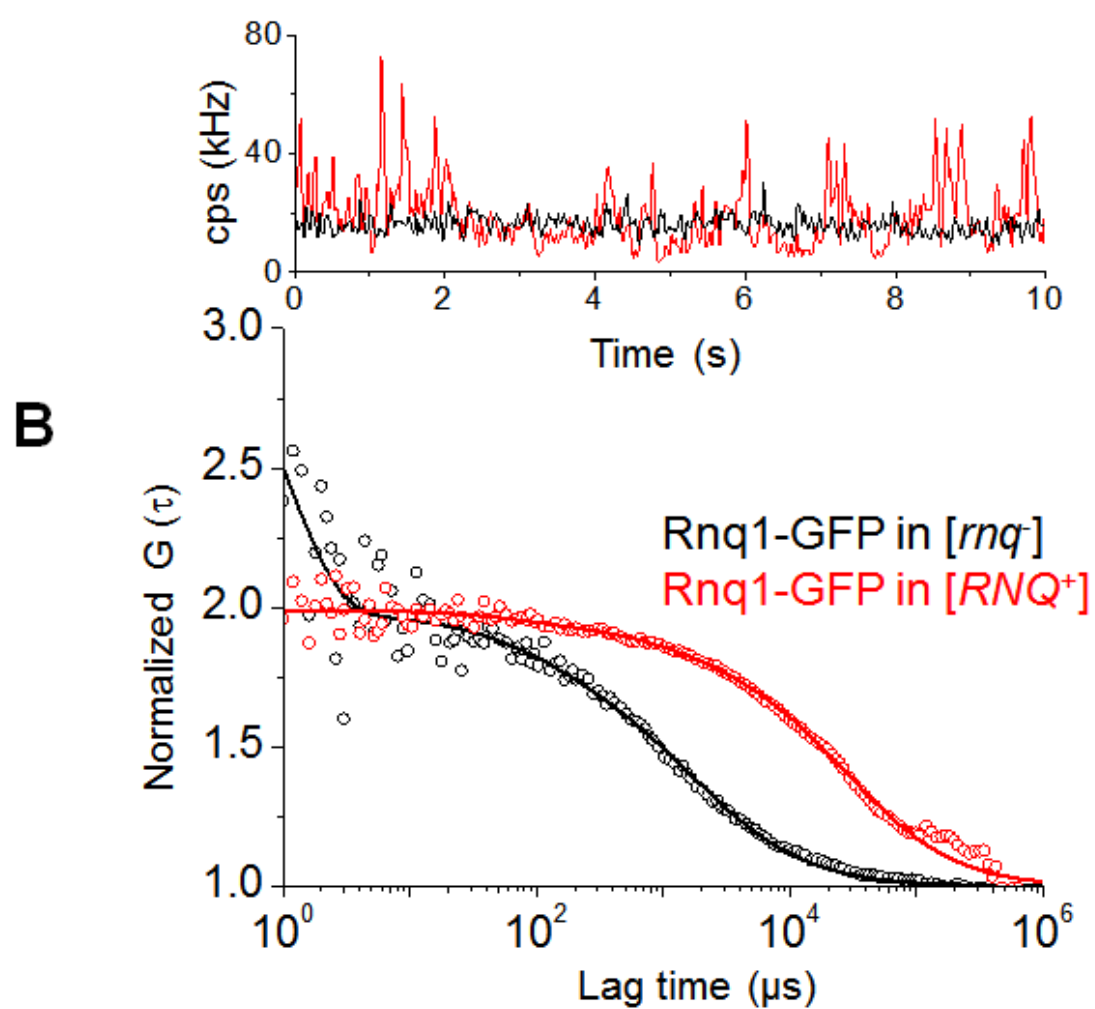 80
40
0
cps (kHz)
0 2 4 6 8 10
Time (s)
B
3.0
2.5
2.0
1.5
1.0
Normalized G (τ)
Rnq1-GFP in [rnq⁻]
Rnq1-GFP in [RNQ⁺]
10⁰ 10² 10⁴ 10⁶
Lag time (µs)